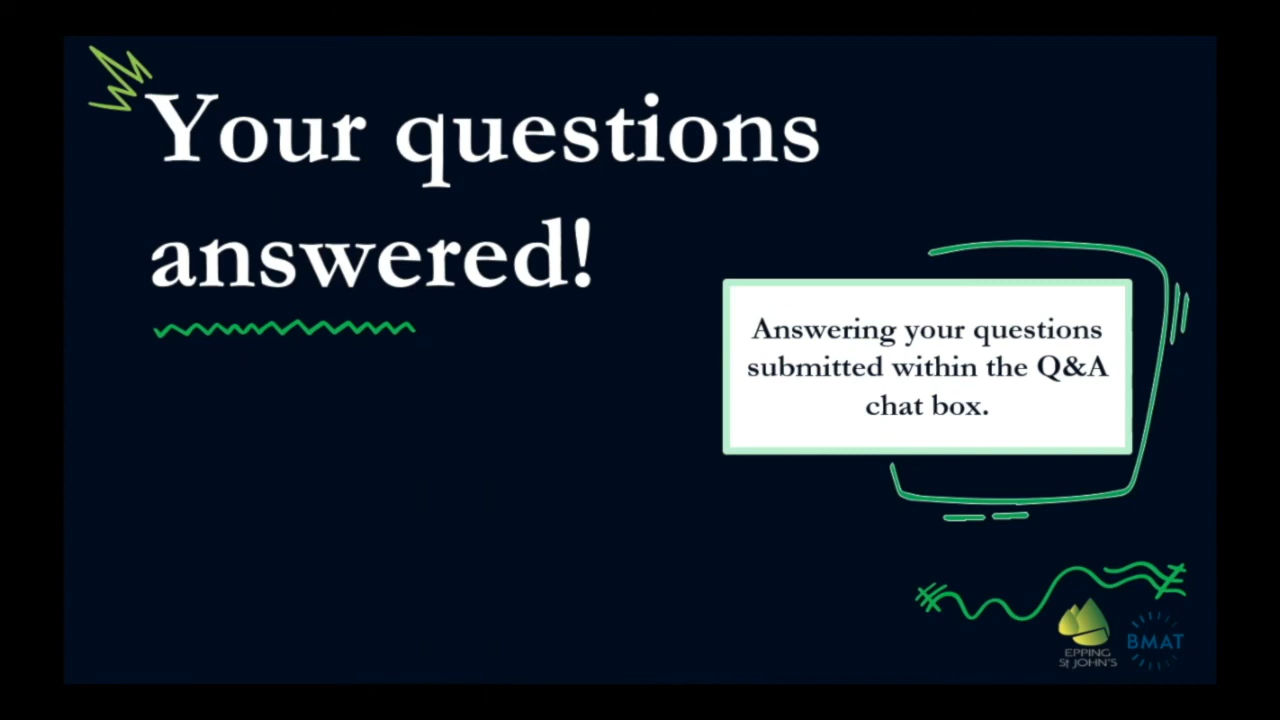 Your questions
answered!
Answering your questions
submitted within the Q&A
chat box.
EPPING
St JOHN'S
BMAT